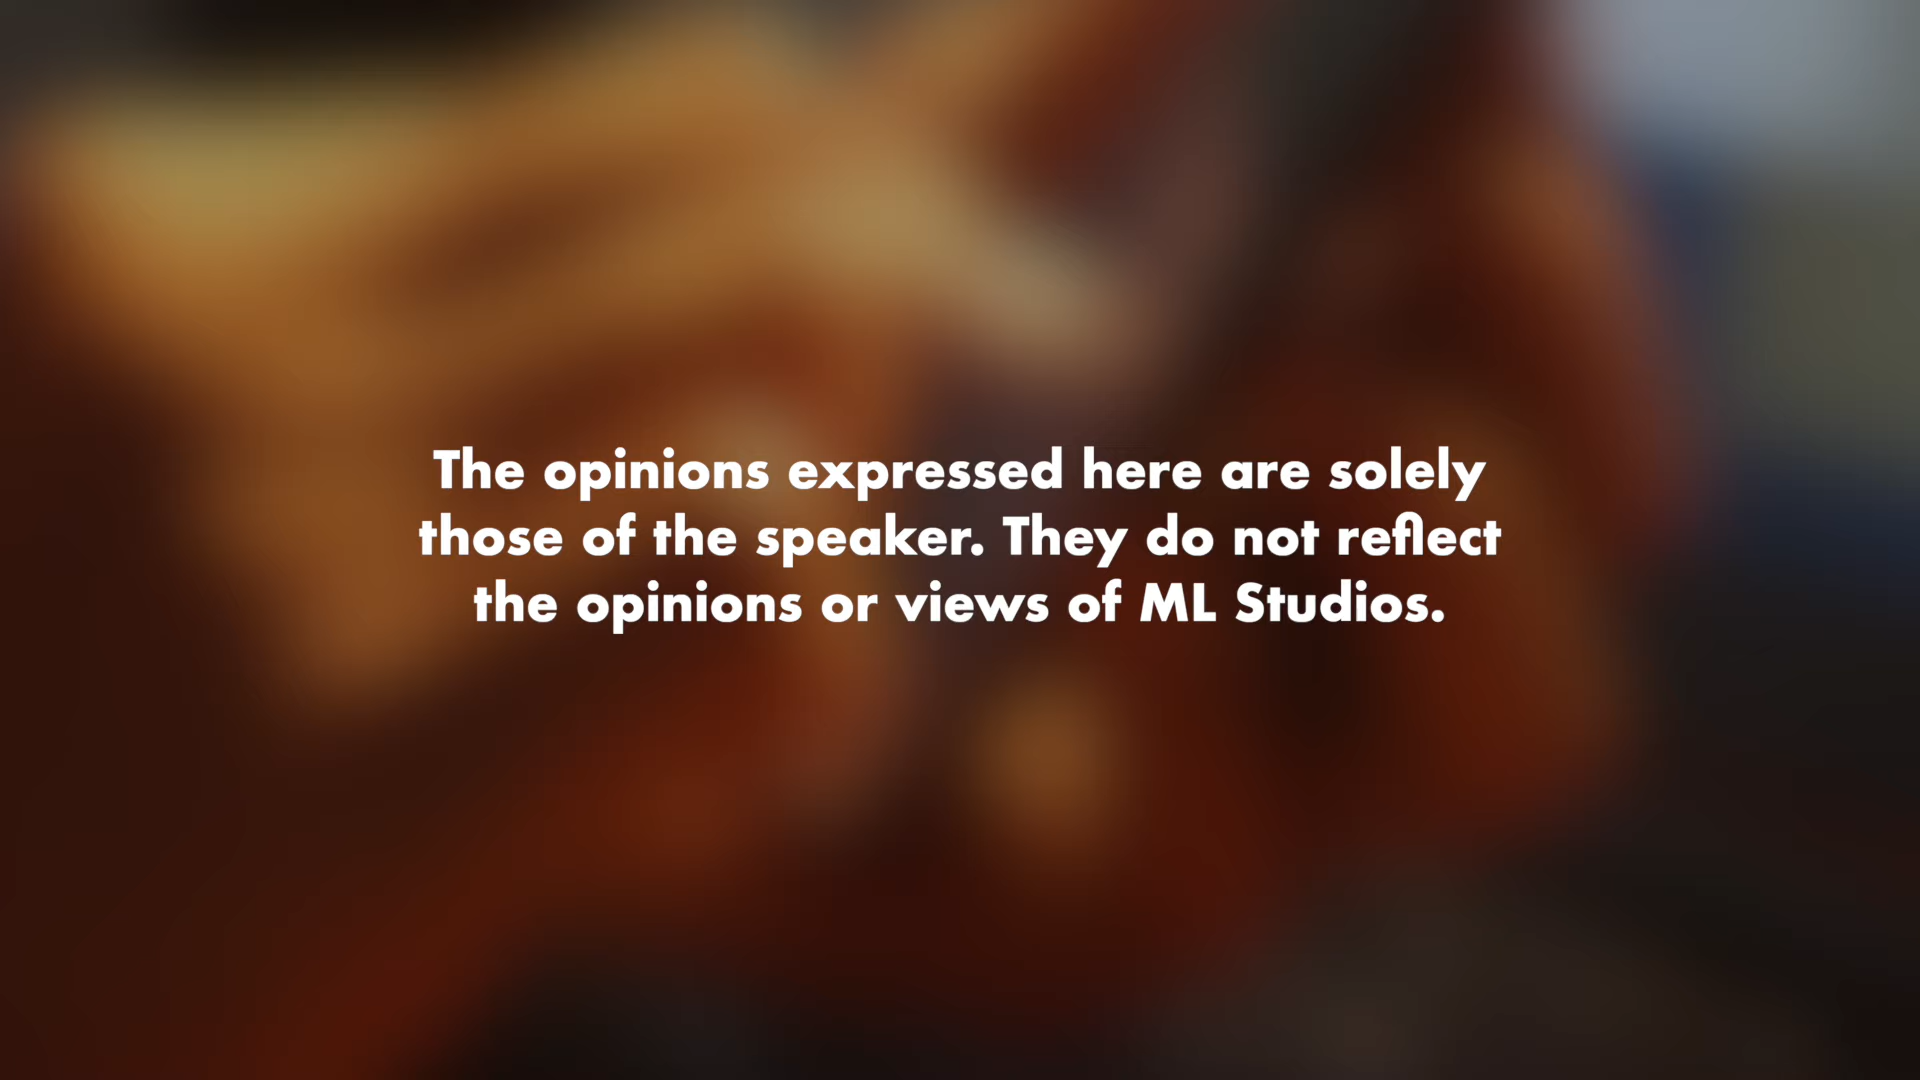 The opinions expressed here are solely
those of the speaker. They do not reflect
the opinions or views of ML Studios.